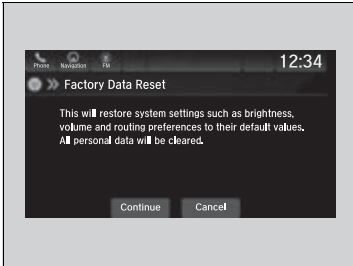 Phone Navigation FM 12:34
Factory Data Reset
This will restore system settings such as brightness,
volume and routing preferences to their default values.
All personal data will be cleared.
Continue Cancel